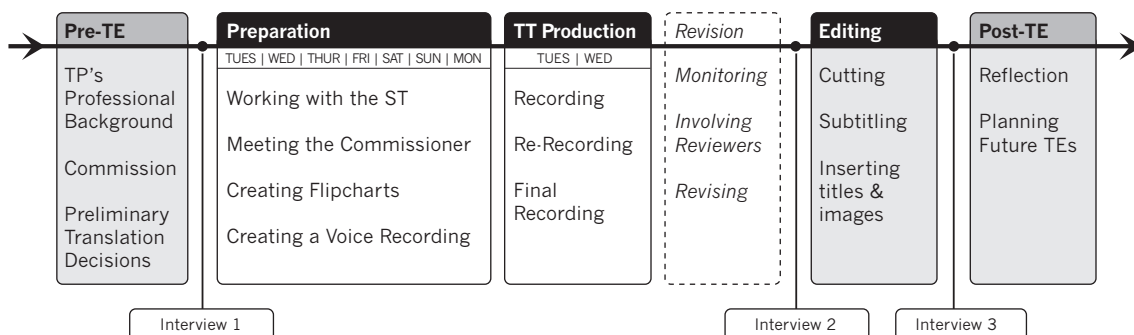 Pre-TE
TP's
Professional
Background
Commission
Preliminary
Translation
Decisions
Preparation
TUES | WED | THUR | FRI | SAT | SUN | MON
Working with the ST
Meeting the Commissioner
Creating Flipcharts
Creating a Voice Recording
TT Production
TUES | WED
Recording
Re-Recording
Final
Recording
Revision
Monitoring
Involving
Reviewers
Revising
Editing
Cutting
Subtitling
Inserting
titles &
images
Post-TE
Reflection
Planning
Future TEs
Interview 1
Interview 2
Interview 3